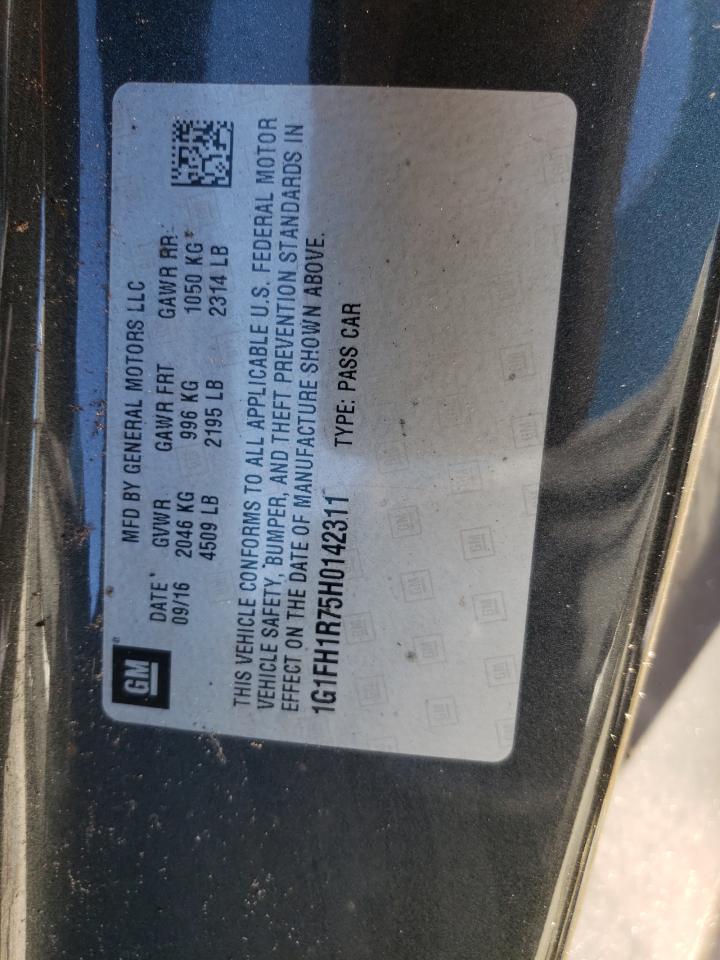 GM
MFD BY GENERAL MOTORS LLC
DATE GVWR GAWR FRT GAWR RR
09/16 2046 KG 996 KG 1050 KG
4509 LB 2195 LB 2314 LB
THIS VEHICLE CONFORMS TO ALL APPLICABLE U.S. FEDERAL MOTOR
VEHICLE SAFETY, BUMPER, AND THEFT PREVENTION STANDARDS IN
EFFECT ON THE DATE OF MANUFACTURE SHOWN ABOVE.
1G1FH1R75H0142311 TYPE: PASS CAR